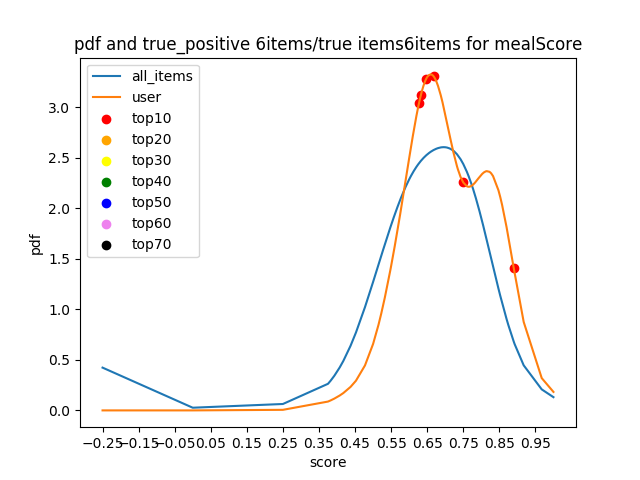 pdf and true_positive 6items/true items6items for mealScore
all_items
user
top10
top20
top30
top40
top50
top60
top70
pdf
3.0
2.5
2.0
1.5
1.0
0.5
0.0
−0.25 −0.15 −0.05 0.05 0.15 0.25 0.35 0.45 0.55 0.65 0.75 0.85 0.95
score